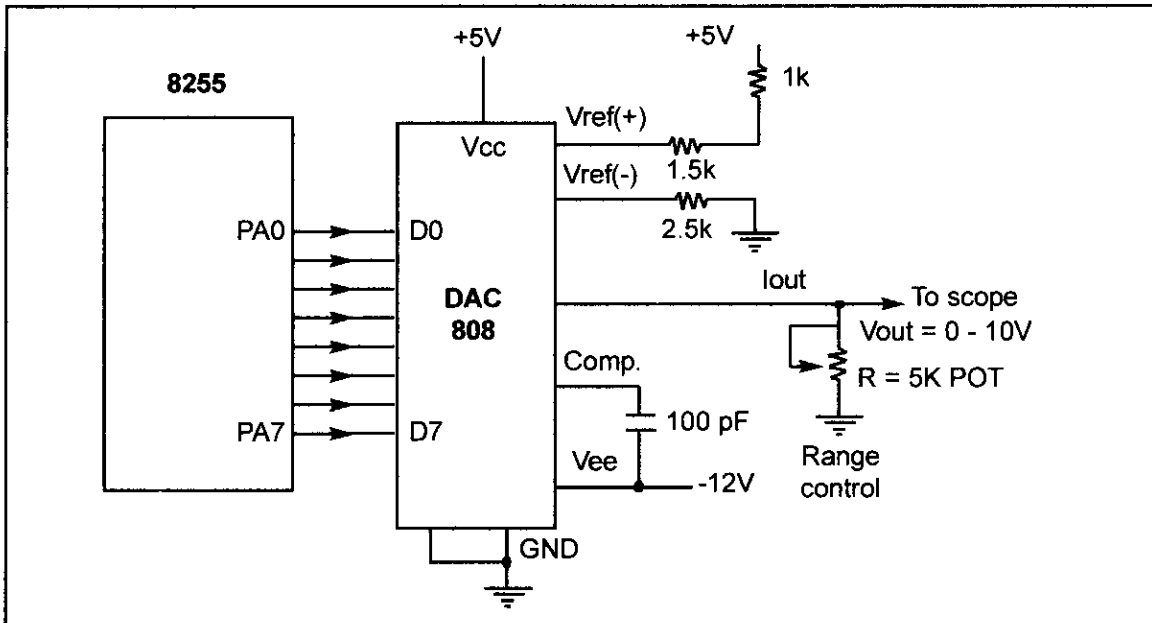 +5V
+5V
8255
1k
Vref(+)
Vcc
1.5k
Vref(-)
2.5k
PA0
D0
Iout
DAC
808
To scope
Vout = 0 - 10V
Comp.
R = 5K POT
100 pF
PA7
D7
Vee
Range
control
-12V
GND